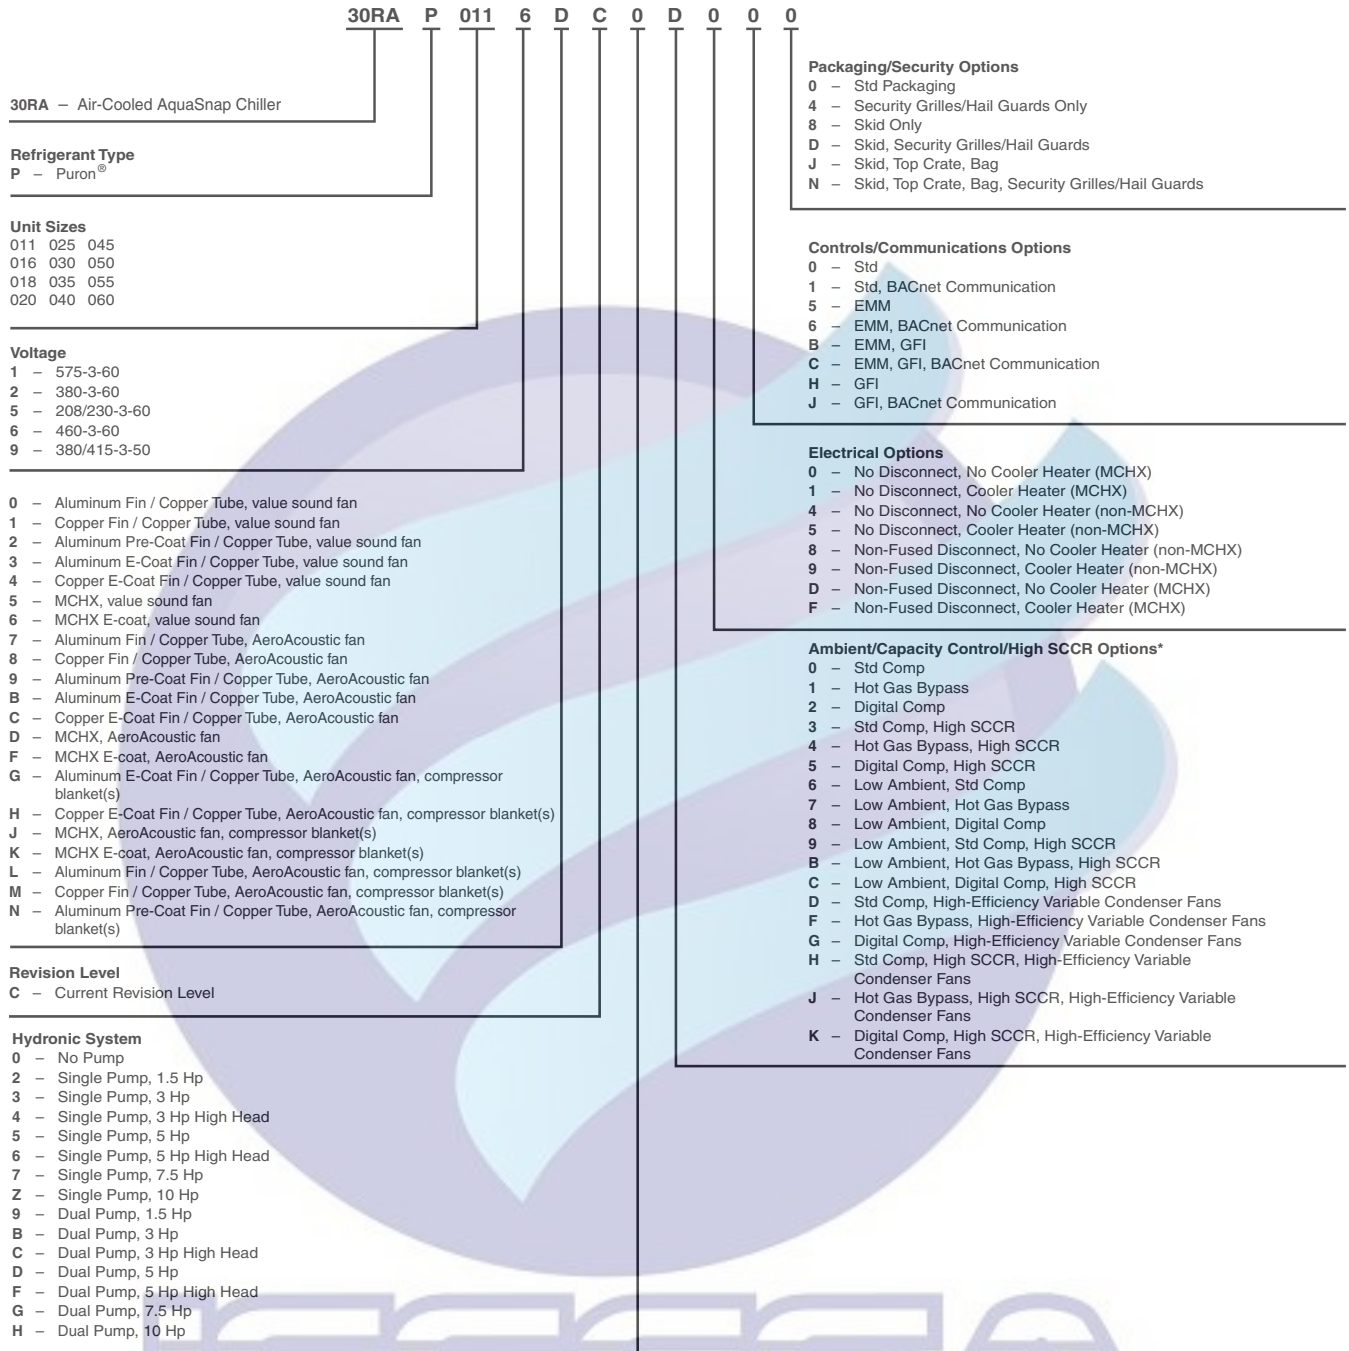 30RA P 011 6 D C 0 D 0 0 0
30RA – Air-Cooled AquaSnap Chiller
Refrigerant Type
P – Puron®
Unit Sizes
011 025 045
016 030 050
018 035 055
020 040 060
Voltage
1 – 575-3-60
2 – 380-3-60
5 – 208/230-3-60
6 – 460-3-60
9 – 380/415-3-50
0 – Aluminum Fin / Copper Tube, value sound fan
1 – Copper Fin / Copper Tube, value sound fan
2 – Aluminum Pre-Coat Fin / Copper Tube, value sound fan
3 – Aluminum E-Coat Fin / Copper Tube, value sound fan
4 – Copper E-Coat Fin / Copper Tube, value sound fan
5 – MCHX, value sound fan
6 – MCHX E-coat, value sound fan
7 – Aluminum Fin / Copper Tube, AeroAcoustic fan
8 – Copper Fin / Copper Tube, AeroAcoustic fan
9 – Aluminum Pre-Coat Fin / Copper Tube, AeroAcoustic fan
B – Aluminum E-Coat Fin / Copper Tube, AeroAcoustic fan
C – Copper E-Coat Fin / Copper Tube, AeroAcoustic fan
D – MCHX, AeroAcoustic fan
F – MCHX E-coat, AeroAcoustic fan
G – Aluminum E-Coat Fin / Copper Tube, AeroAcoustic fan, compressor
blanket(s)
H – Copper E-Coat Fin / Copper Tube, AeroAcoustic fan, compressor blanket(s)
J – MCHX, AeroAcoustic fan, compressor blanket(s)
K – MCHX E-coat, AeroAcoustic fan, compressor blanket(s)
L – Aluminum Fin / Copper Tube, AeroAcoustic fan, compressor blanket(s)
M – Copper Fin / Copper Tube, AeroAcoustic fan, compressor blanket(s)
N – Aluminum Pre-Coat Fin / Copper Tube, AeroAcoustic fan, compressor
blanket(s)
Revision Level
C – Current Revision Level
Hydronic System
0 – No Pump
2 – Single Pump, 1.5 Hp
3 – Single Pump, 3 Hp
4 – Single Pump, 3 Hp High Head
5 – Single Pump, 5 Hp
6 – Single Pump, 5 Hp High Head
7 – Single Pump, 7.5 Hp
Z – Single Pump, 10 Hp
9 – Dual Pump, 1.5 Hp
B – Dual Pump, 3 Hp
C – Dual Pump, 3 Hp High Head
D – Dual Pump, 5 Hp
F – Dual Pump, 5 Hp High Head
G – Dual Pump, 7.5 Hp
H – Dual Pump, 10 Hp
Packaging/Security Options
0 – Std Packaging
4 – Security Grilles/Hail Guards Only
8 – Skid Only
D – Skid, Security Grilles/Hail Guards
J – Skid, Top Crate, Bag
N – Skid, Top Crate, Bag, Security Grilles/Hail Guards
Controls/Communications Options
0 – Std
1 – Std, BACnet Communication
5 – EMM
6 – EMM, BACnet Communication
B – EMM, GFI
C – EMM, GFI, BACnet Communication
H – GFI
J – GFI, BACnet Communication
Electrical Options
0 – No Disconnect, No Cooler Heater (MCHX)
1 – No Disconnect, Cooler Heater (MCHX)
4 – No Disconnect, No Cooler Heater (non-MCHX)
5 – No Disconnect, Cooler Heater (non-MCHX)
8 – Non-Fused Disconnect, No Cooler Heater (non-MCHX)
9 – Non-Fused Disconnect, Cooler Heater (non-MCHX)
D – Non-Fused Disconnect, No Cooler Heater (MCHX)
F – Non-Fused Disconnect, Cooler Heater (MCHX)
Ambient/Capacity Control/High SCCR Options*
0 – Std Comp
1 – Hot Gas Bypass
2 – Digital Comp
3 – Std Comp, High SCCR
4 – Hot Gas Bypass, High SCCR
5 – Digital Comp, High SCCR
6 – Low Ambient, Std Comp
7 – Low Ambient, Hot Gas Bypass
8 – Low Ambient, Digital Comp
9 – Low Ambient, Std Comp, High SCCR
B – Low Ambient, Hot Gas Bypass, High SCCR
C – Low Ambient, Digital Comp, High SCCR
D – Std Comp, High-Efficiency Variable Condenser Fans
F – Hot Gas Bypass, High-Efficiency Variable Condenser Fans
G – Digital Comp, High-Efficiency Variable Condenser Fans
H – Std Comp, High SCCR, High-Efficiency Variable
Condenser Fans
J – Hot Gas Bypass, High SCCR, High-Efficiency Variable
Condenser Fans
K – Digital Comp, High SCCR, High-Efficiency Variable
Condenser Fans